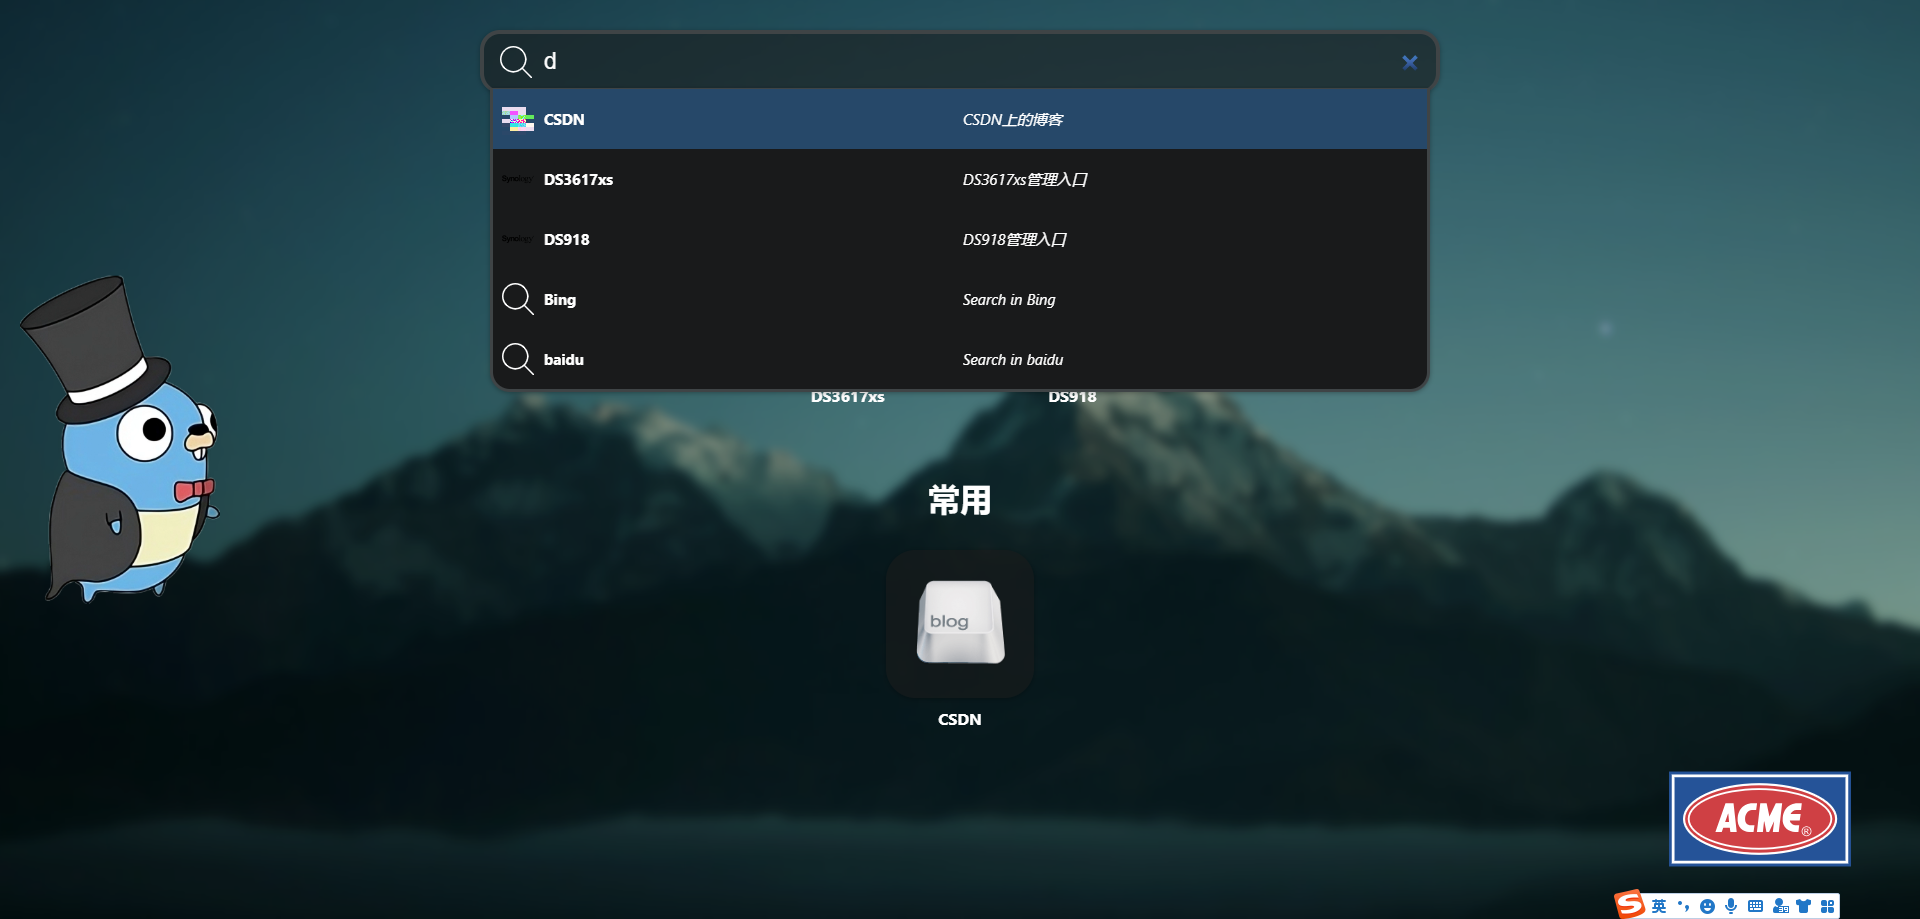 d
CSDN CSDN上的博客
Synology DS3617xs DS3617xs管理入口
Synology DS918 DS918管理入口
Bing Search in Bing
baidu Search in baidu
DS3617xs DS918
常用
blog
CSDN
ACME®
S 英